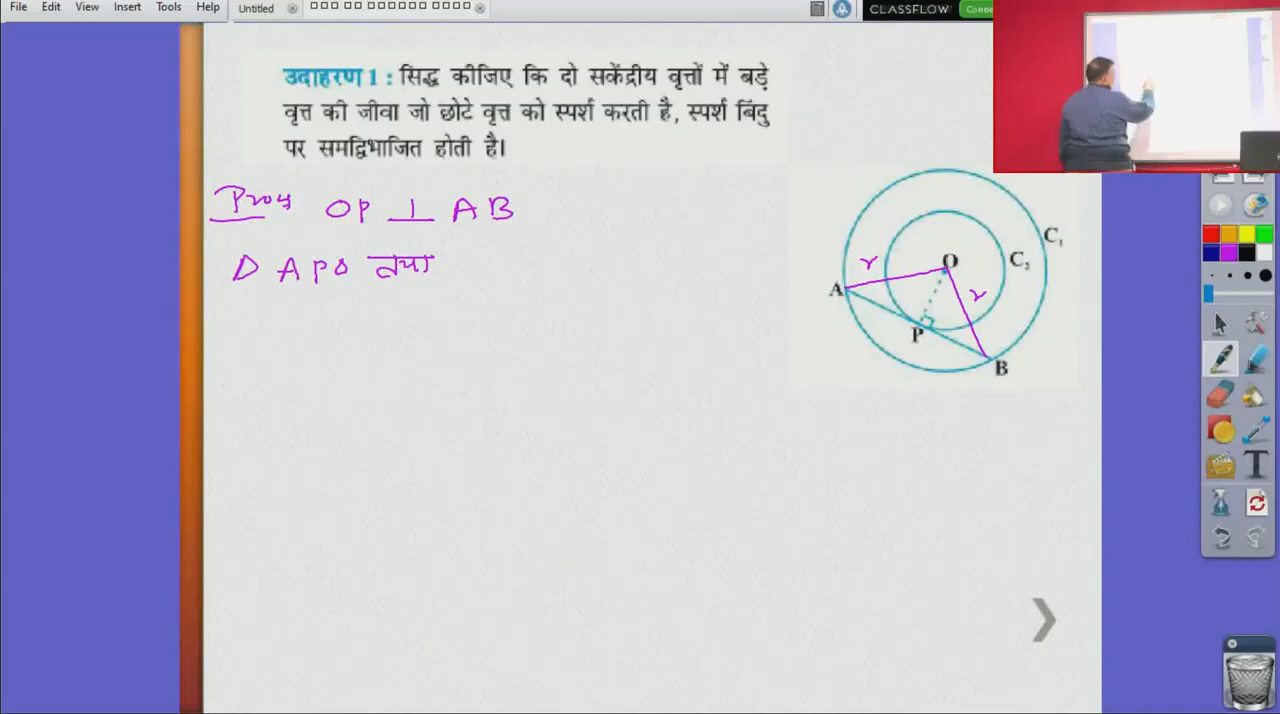 File Edit View Insert Tools Help
Untitled
CLASSFLOW Conne
उदाहरण 1 : सिद्ध कीजिए कि दो सकेंद्रीय वृत्तों में बड़े
वृत्त की जीवा जो छोटे वृत्त को स्पर्श करती है, स्पर्श बिंदु
पर समद्विभाजित होती है।
Proof OP ⊥ AB
Δ APO तथा
C₁
O
C₂
r
r
A
P
B
T